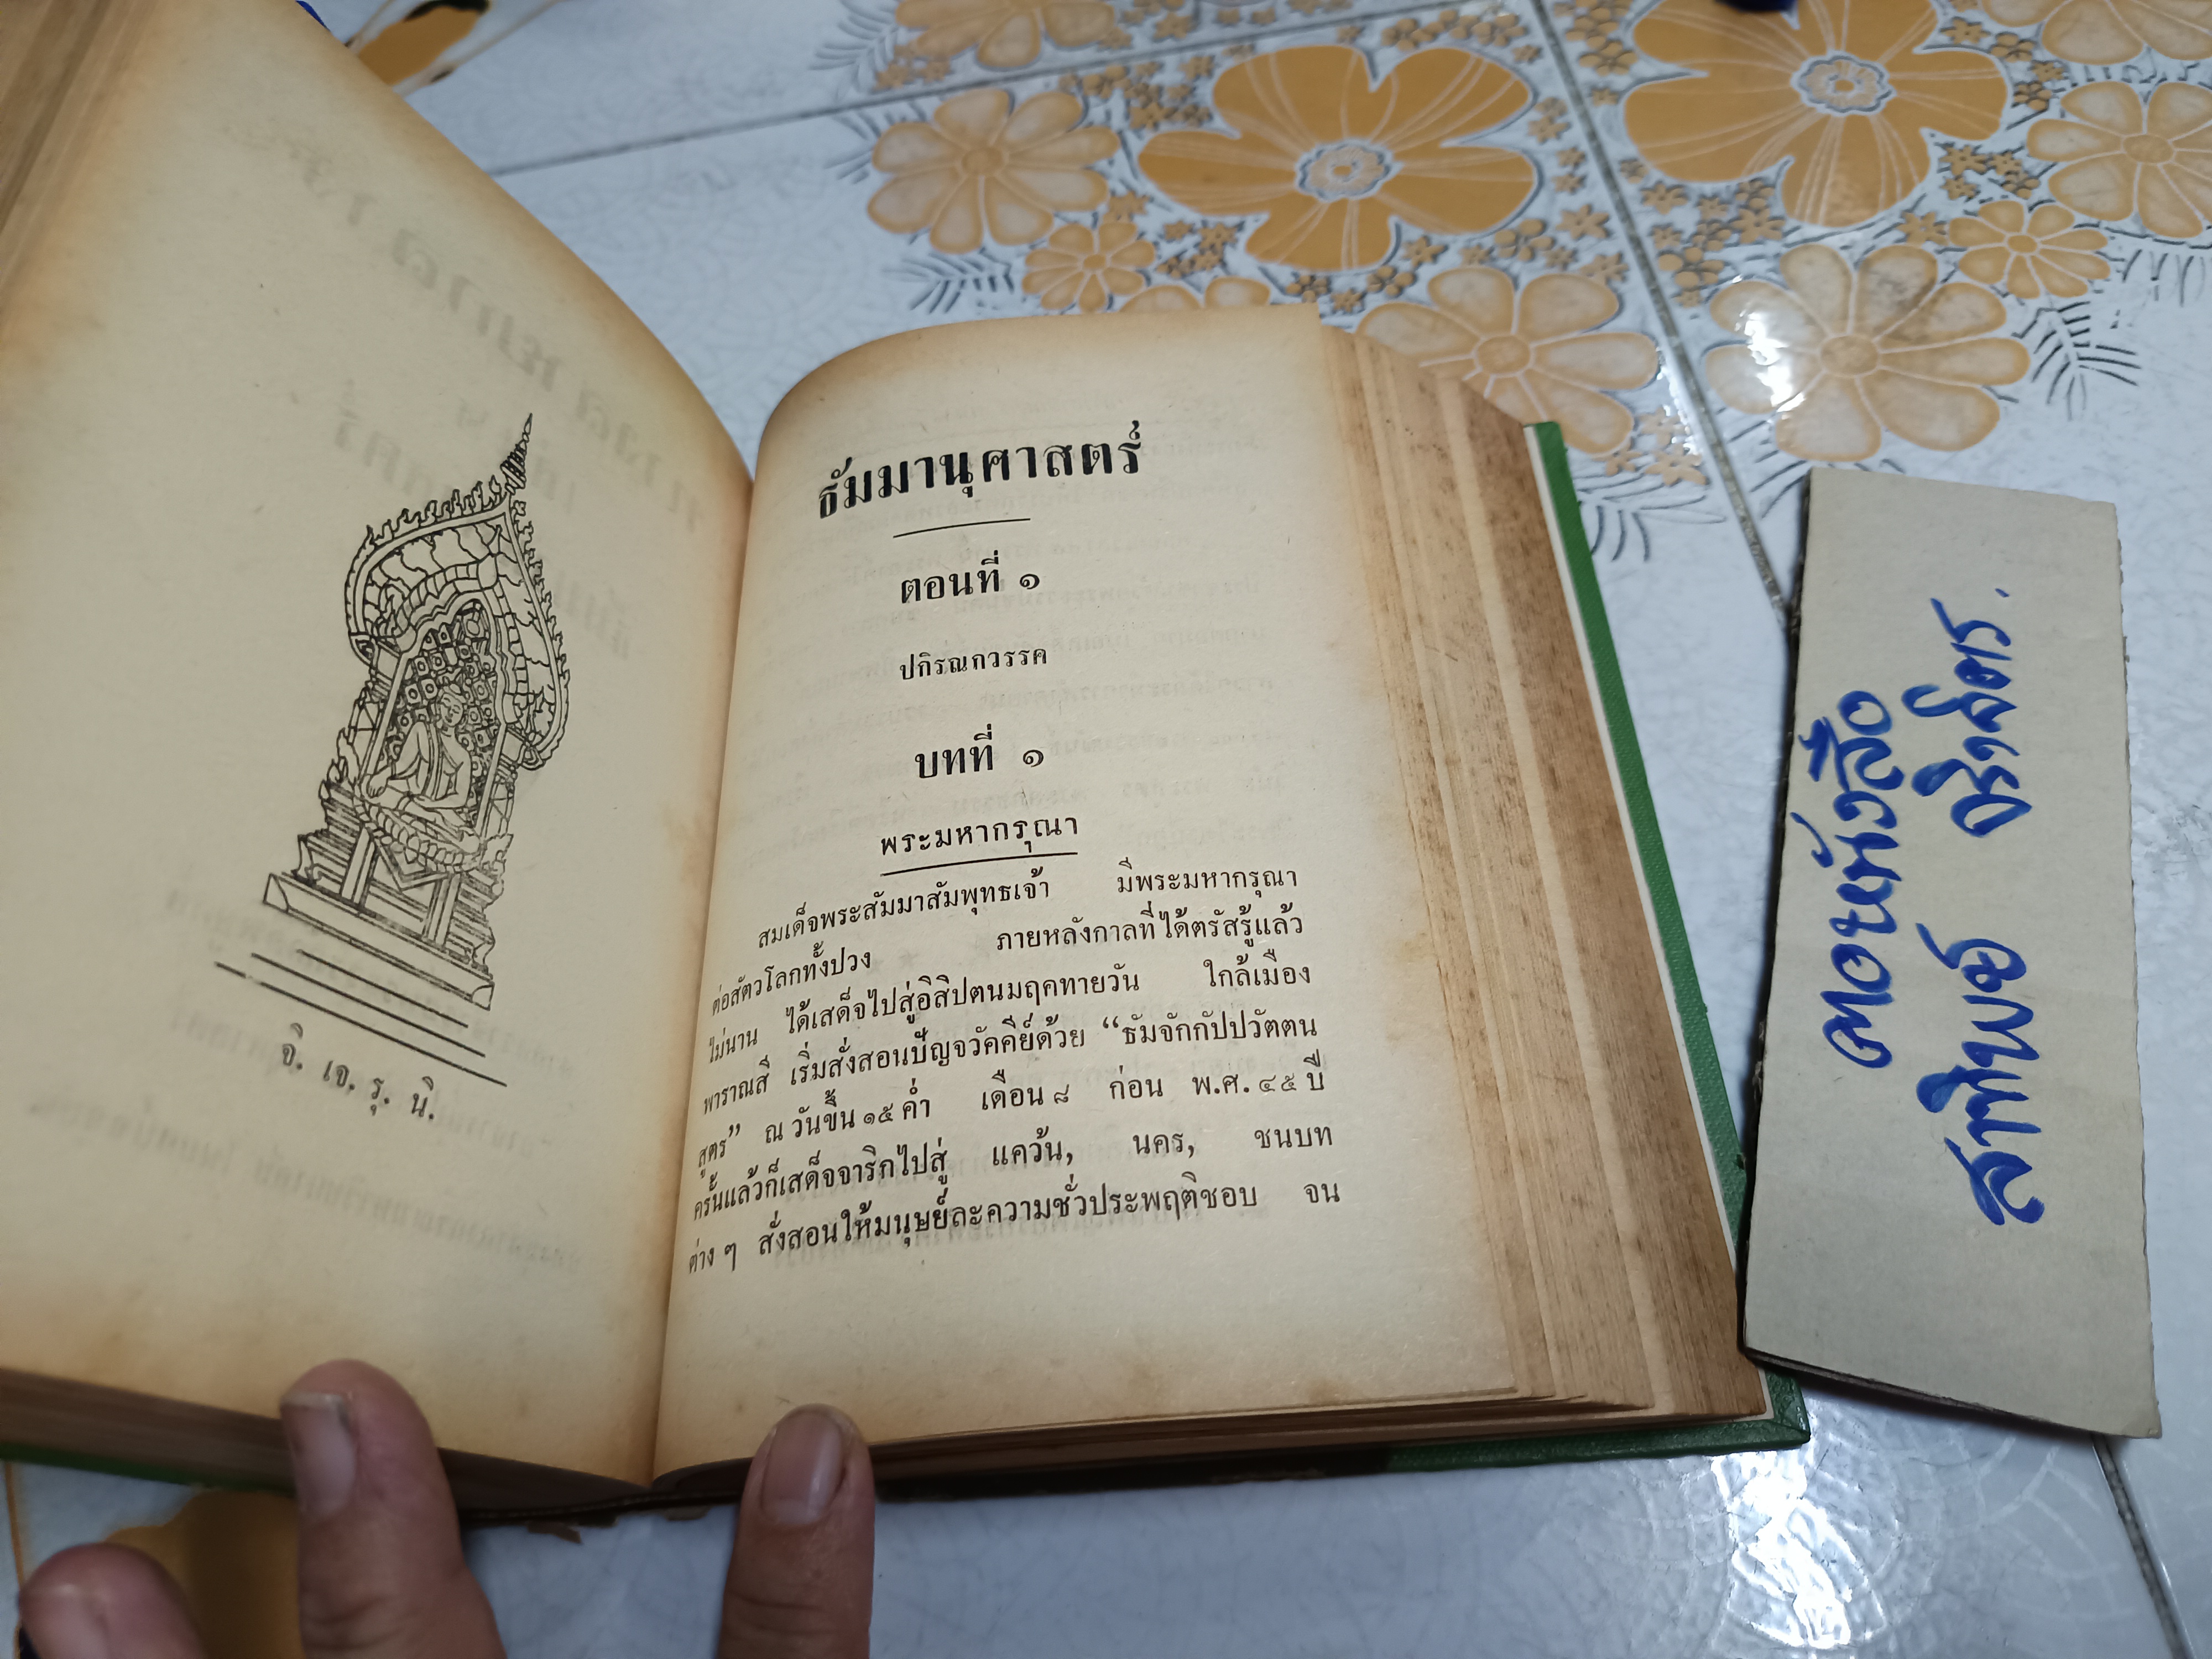 จิ. เจ. รุ. นิ.
ธัมมานุศาสตร์
ตอนที่ ๑
ปกิรณกวรรค
บทที่ ๑
พระมหากรุณา
สมเด็จพระสัมมาสัมพุทธเจ้า มีพระมหากรุณา
ต่อสัตวโลกทั้งปวง ภายหลังกาลที่ได้ตรัสรู้แล้ว
ไม่นาน ได้เสด็จไปสู่อิสิปตนมฤคทายวัน ใกล้เมือง
พาราณสี เริ่มสั่งสอนปัญจวัคคีย์ด้วย “ธัมจักกัปปวัตตน
สูตร” ณ วันขึ้น ๑๕ ค่ำ เดือน ๘ ก่อน พ.ศ. ๔๕ ปี
ครั้นแล้วก็เสด็จจาริกไปสู่ แคว้น, นคร, ชนบท
ต่าง ๆ สั่งสอนให้มนุษย์ละความชั่วประพฤติชอบ จน
ตอหนังสือ
สาทิพย์